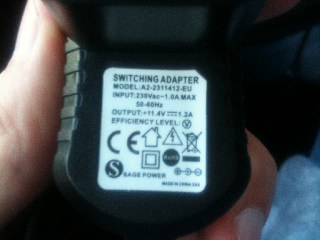 SWITCHING ADAPTER
MODEL:A2-2311412-EU
INPUT:230Vac~1.0A MAX
50-60Hz
OUTPUT:+11.4V⎓1.2A
EFFICIENCY LEVEL:Ⓥ
CE
RoHS
S
SAGE POWER
MADE IN CHINA